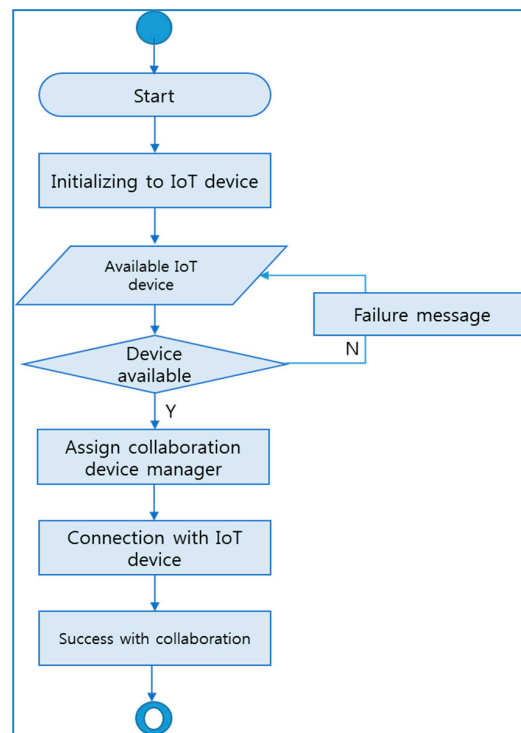 Start
Initializing to IoT device
Available IoT
device
Failure message
Device
available
N
Y
Assign collaboration
device manager
Connection with IoT
device
Success with collaboration